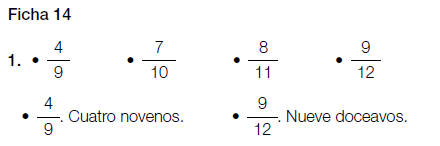 Ficha 14
1. • 4/9 • 7/10 • 8/11 • 9/12
• 4/9. Cuatro novenos. • 9/12. Nueve doceavos.